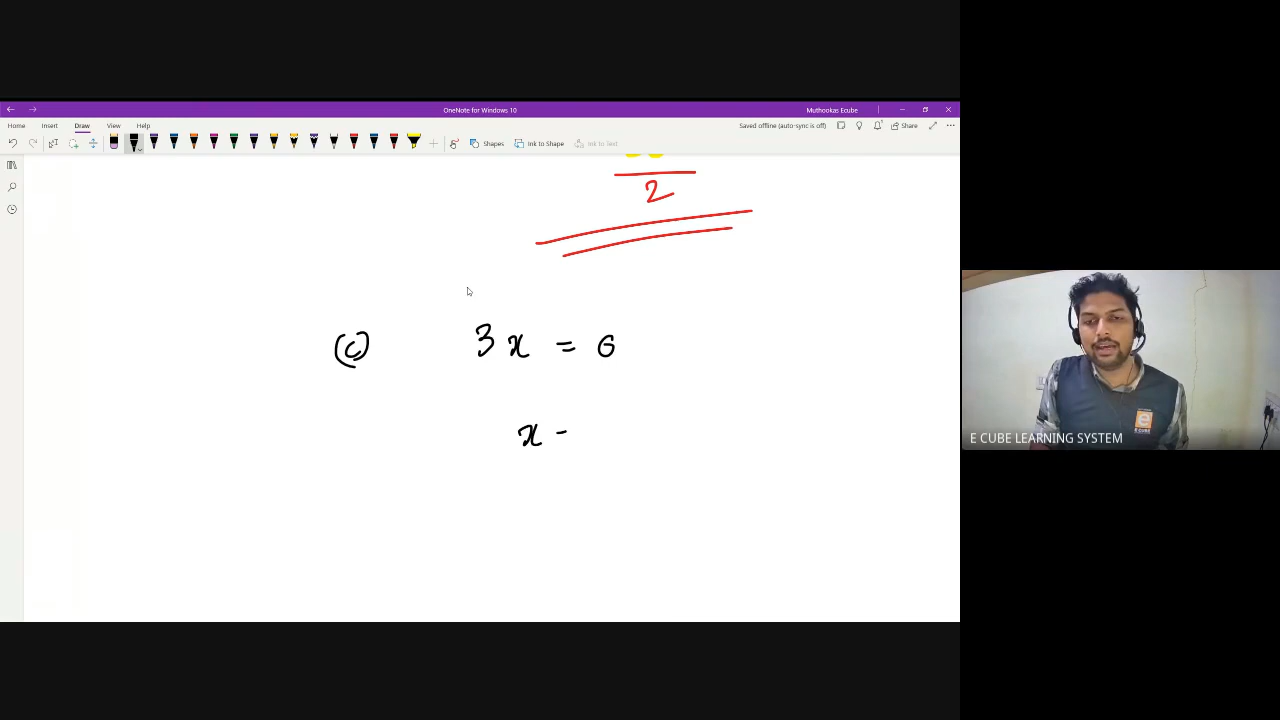 OneNote for Windows 10
Muthookas Ecube
Home Insert Draw View Help
Saved offline (auto-sync is off) Share
Shapes Ink to Shape Ink to Text
2
(c) 3x = 6
x -
E CUBE LEARNING SYSTEM